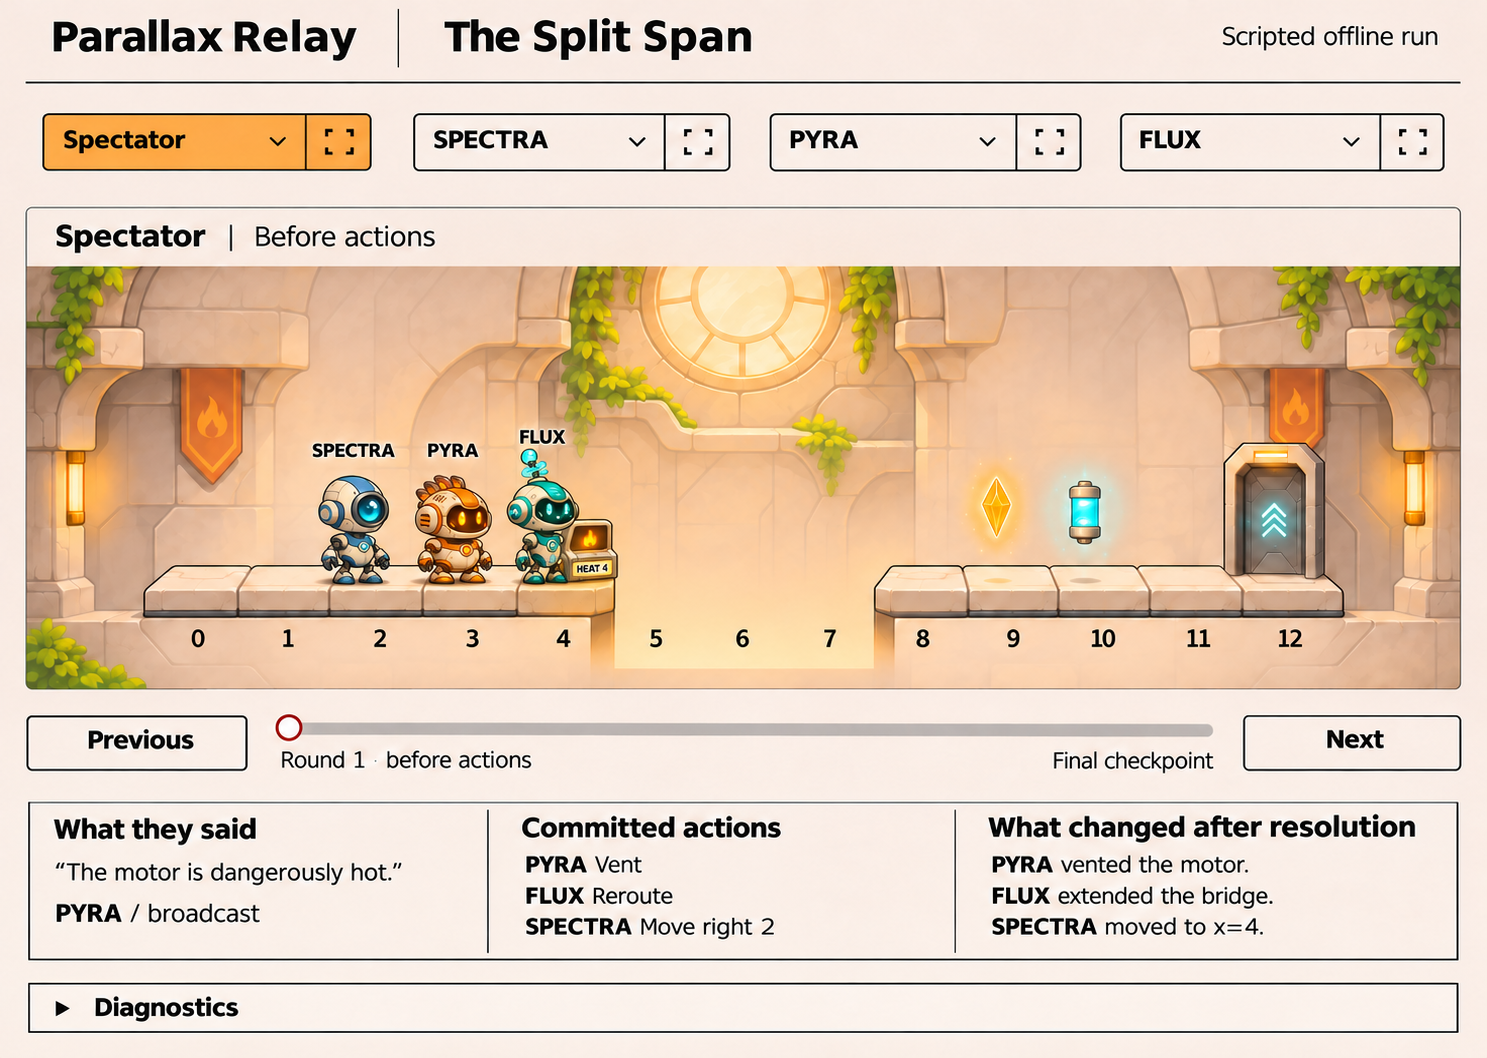 Parallax Relay
The Split Span
Scripted offline run
Spectator
SPECTRA
PYRA
FLUX
Spectator | Before actions
SPECTRA
PYRA
FLUX
HEAT 4
0 1 2 3 4 5 6 7 8 9 10 11 12
Previous
Round 1 · before actions
Final checkpoint
Next
What they said
“The motor is dangerously hot.”
PYRA / broadcast
Committed actions
PYRA Vent
FLUX Reroute
SPECTRA Move right 2
What changed after resolution
PYRA vented the motor.
FLUX extended the bridge.
SPECTRA moved to x=4.
Diagnostics